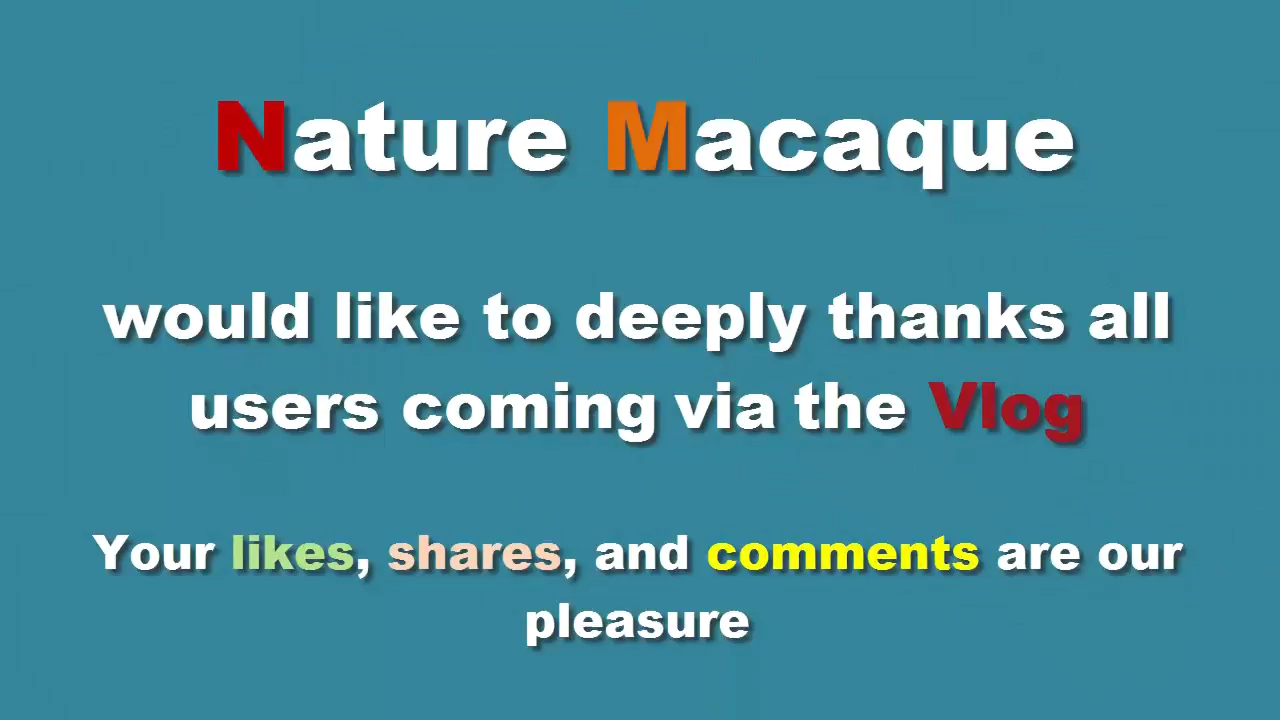 Nature Macaque
would like to deeply thanks all
users coming via the Vlog
Your likes, shares, and comments are our
pleasure